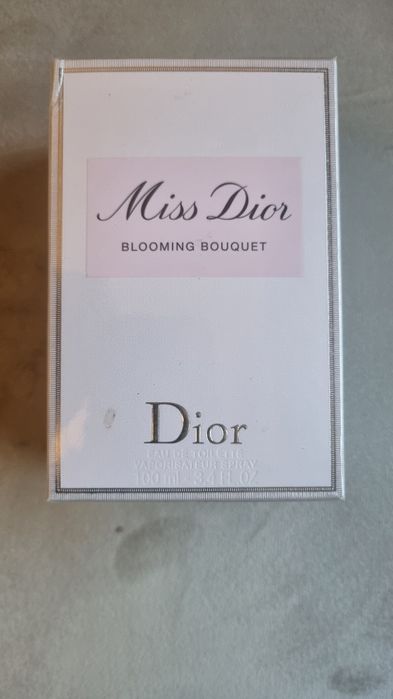 Miss Dior
BLOOMING BOUQUET
Dior
EAU DE TOILETTE
VAPORISATEUR SPRAY
100 ml - 3.4 fl. OZ